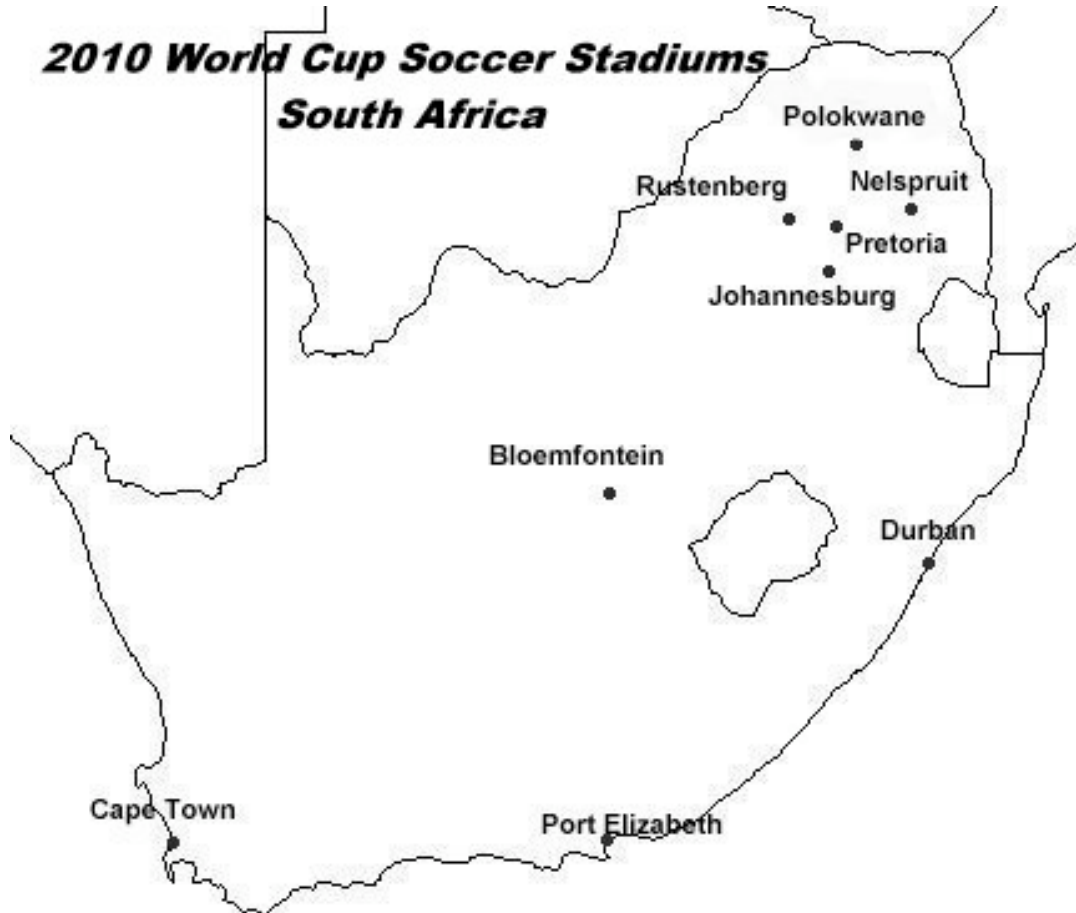 2010 World Cup Soccer Stadiums
South Africa
Polokwane
Rustenberg
Nelspruit
Pretoria
Johannesburg
Bloemfontein
Durban
Cape Town
Port Elizabeth